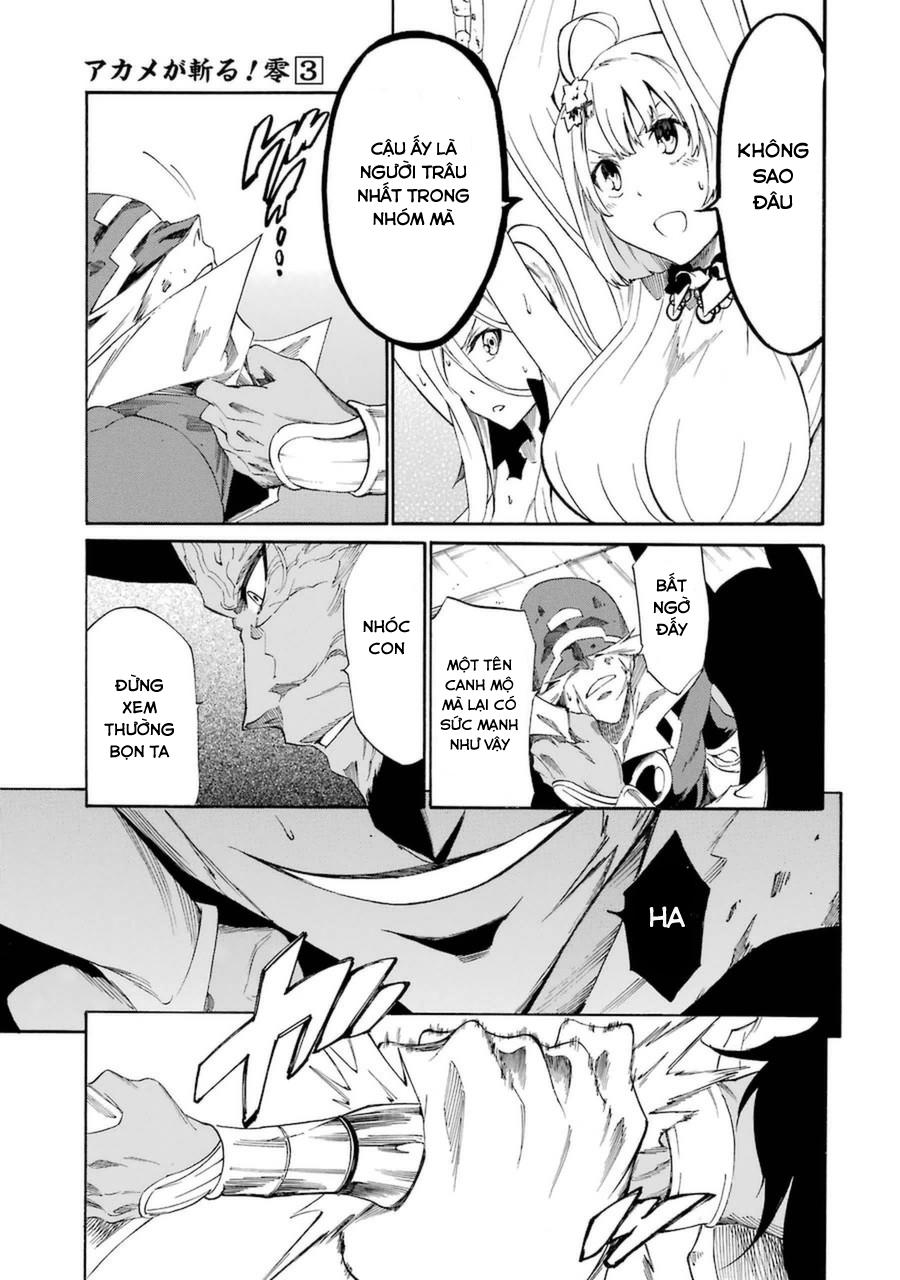 アカメが斬る!零3
KHÔNG
SAO
ĐÂU
CẬU ẤY LÀ
NGƯỜI TRÂU
NHẤT TRONG
NHÓM MÀ
BẤT
NGỜ
ĐẤY
MỘT TÊN
CANH MỘ
MÀ LẠI CÓ
SỨC MẠNH
NHƯ VẬY
NHÓC
CON
ĐỪNG
XEM
THƯỜNG
BỌN TA
HA